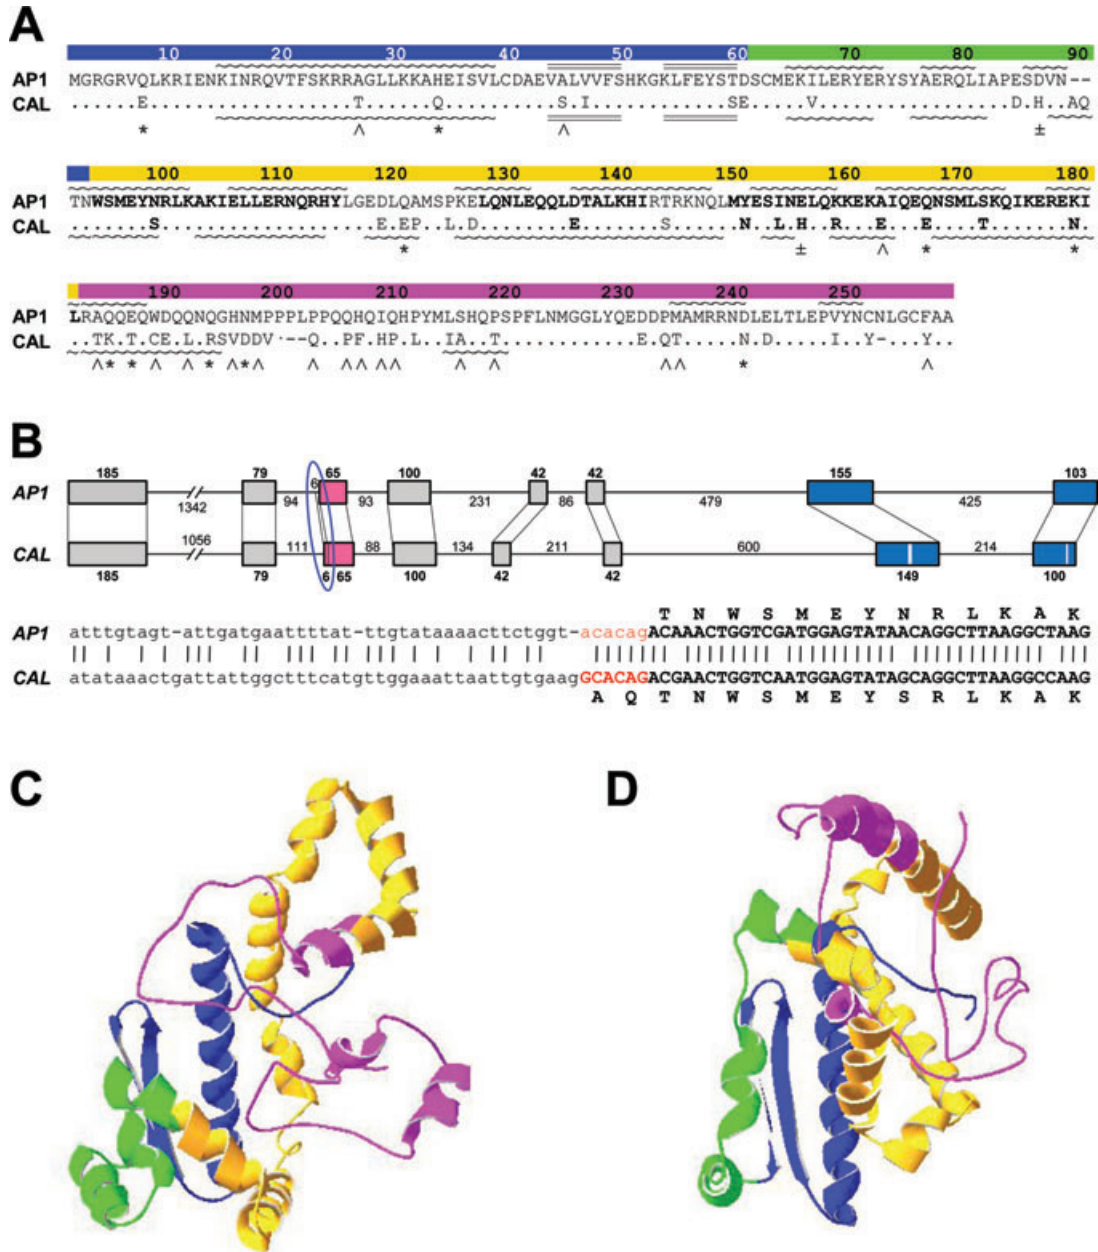 A
10 20 30 40 50 60 70 80 90
AP1 MGRGRVQLKRIENKINRQVTFSKRRAGLLKKAHEISVLCDAEVALVVFSHKGKLFEYSTDSCMEKILERYERYSYAERQLIAPESDVN--
CAL ......E..................T......Q..........S.I............SE.....V.................D.H..AQ
* ^ * ^ ±
100 110 120 130 140 150 160 170 180
AP1 TNWSMEYNRLKAKIELLERNQRHYLGEDLQAMSPKELQNLEQQLDTALKHIRTRKNQLMYESINELQKKEKAIQEQNSMLSKQIKEREKI
CAL .......S...................E.EP...L.D........E.......S......N..L.H..R...E...E....T.......N.
* ± ^ * *
190 200 210 220 230 240 250
AP1 LRAQQEQWDQQNQGHNMPPPLPPQQHQIQHPYMLSHQPSPFLNMGGLYQEDDPMAMRRNDLELTLEPVYNCNLGCFAA
CAL ..TK.T.CE.L.RSVDDV.--..Q..PF.HP.L....IA..T............E.QT.....N.D......I..Y-....Y..
^ * * ^ ^ * ^ * ^ ^ ^ ^ ^ ^ ^ ^ ^ ^ * ^
B
185 79 6 65 100 42 42 155 103
AP1
1342 94 93 231 86 479 425
1056 111 88 134 211 600 214
CAL
185 79 6 65 100 42 42 149 100
T N W S M E Y N R L K A K
AP1 atttgtagt-attgatgaattttat-ttgtataaaacttctggt-acacagACAAACTGGTCGATGGAGTATAACAGGCTTAAGGCTAAG
CAL atataaactgattattggctttcatgttggaaattaattgtgaagGCACAGACGAACTGGTCAATGGAGTATAGCAGGCTTAAGGCCAAG
A Q T N W S M E Y S R L K A K
C
D